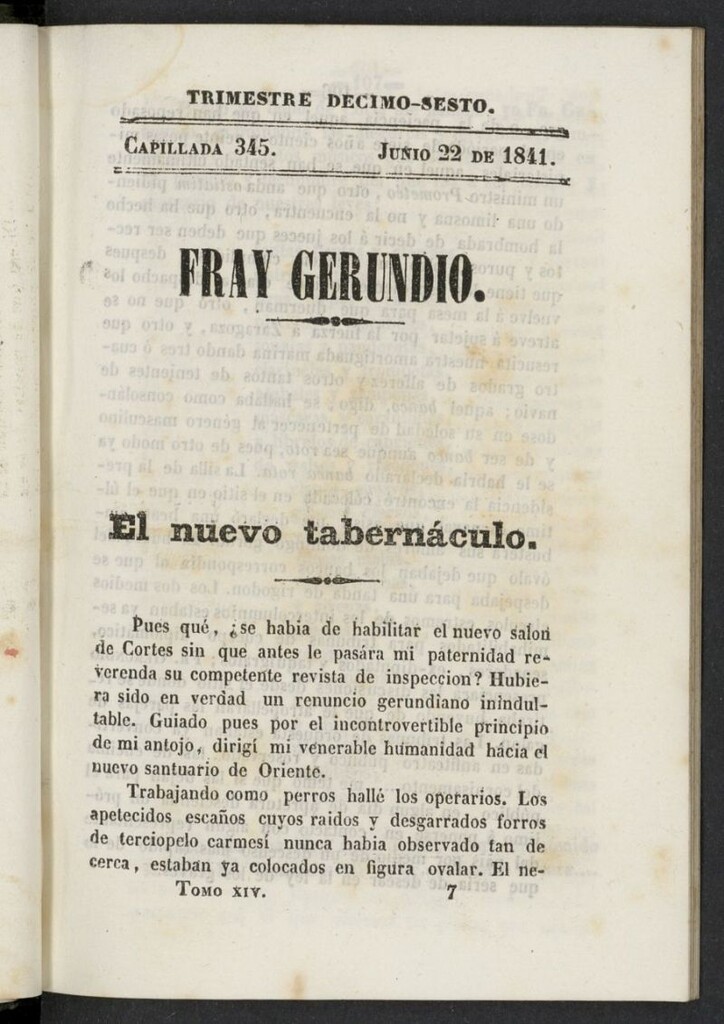 TRIMESTRE DECIMO-SESTO.
CAPILLADA 345. JUNIO 22 DE 1841.
FRAY GERUNDIO.
El nuevo tabernáculo.
Pues qué, ¿se habia de habilitar el nuevo salon
de Cortes sin que antes le pasára mi paternidad re-
verenda su competente revista de inspeccion? Hubie-
ra sido en verdad un renuncio gerundiano inindul-
table. Guiado pues por el incontrovertible principio
de mi antojo, dirigí mi venerable humanidad hácia el
nuevo santuario de Oriente.
Trabajando como perros hallé los operarios. Los
apetecidos escaños cuyos raidos y desgarrados forros
de terciopelo carmesí nunca habia observado tan de
cerca, estaban ya colocados en figura ovalar. El ne-
TOMO XIV. 7